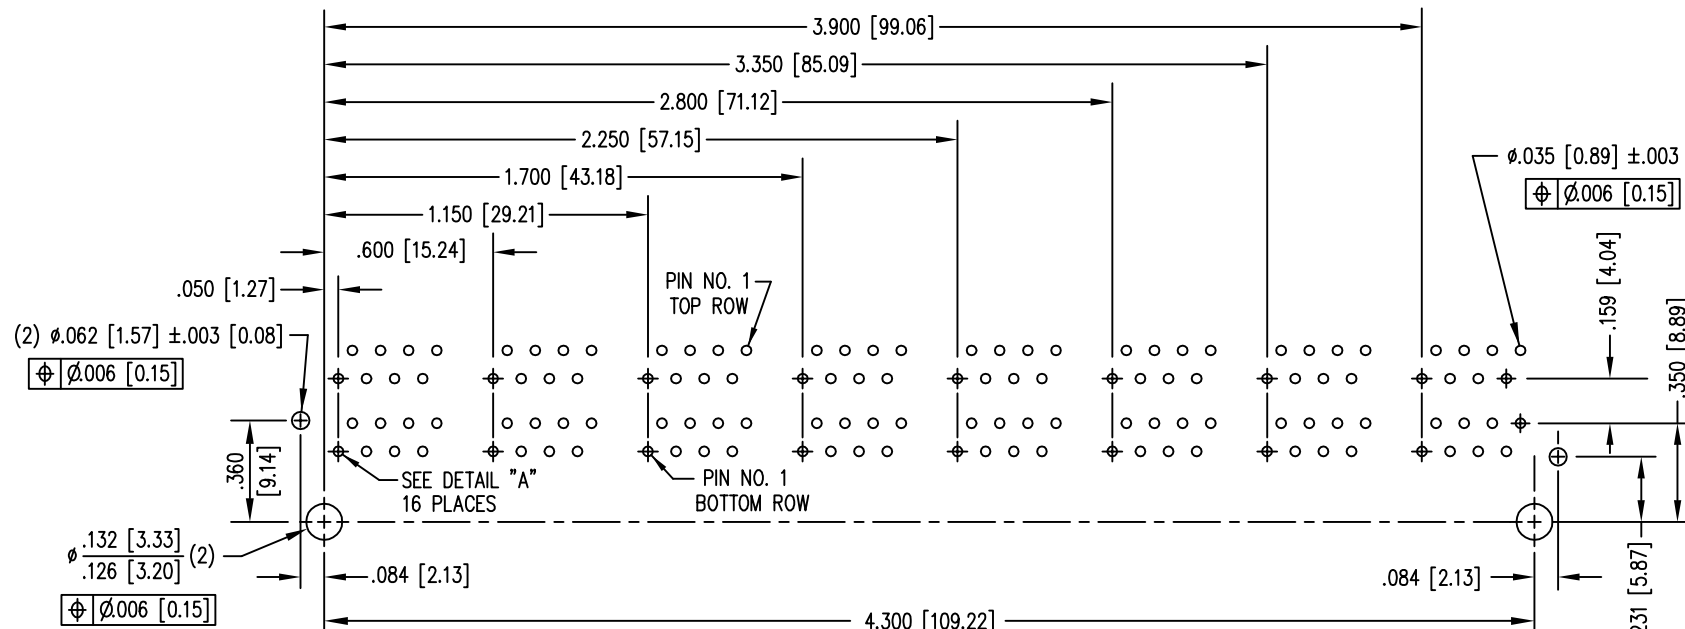 3.900 [99.06]
3.350 [85.09]
2.800 [71.12]
2.250 [57.15]
1.700 [43.18]
1.150 [29.21]
.600 [15.24]
.050 [1.27]
ø.035 [0.89] ±.003
⌖ Ø.006 [0.15]
.159 [4.04]
.350 [8.89]
PIN NO. 1
TOP ROW
(2) ø.062 [1.57] ±.003 [0.08]
⌖ Ø.006 [0.15]
.360
[9.14]
SEE DETAIL "A"
16 PLACES
PIN NO. 1
BOTTOM ROW
ø .132 [3.33]
.126 [3.20] (2)
⌖ Ø.006 [0.15]
.084 [2.13]
.084 [2.13]
.231 [5.87]
4.300 [109.22]